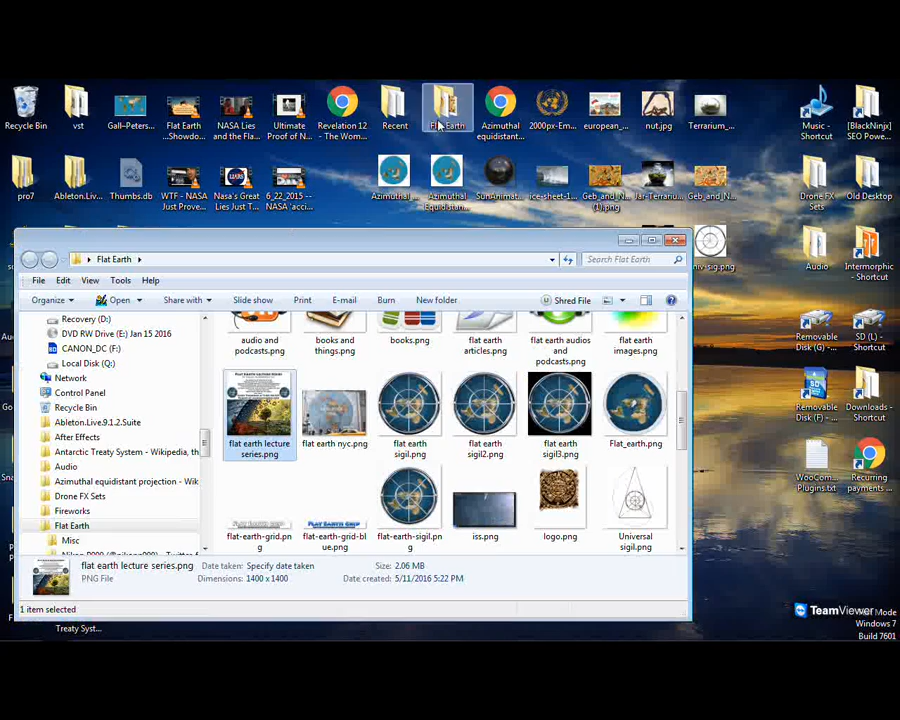 Recycle Bin
vst
Gall-Peters...
Flat Earth Showdo...
NASA Lies and the Fla...
Ultimate Proof of N...
Revelation 12 - The Wom...
Recent
Azimuthal equidistant...
2000px-Em...
european_...
nut.jpg
Terrarium_...
Music - Shortcut
[BlackNinjx] SEO Powe...
pro7
Ableton.Liv...
Thumbs.db
WTF - NASA Just Prove...
Nasa's Great Lies Just T...
6_22_2015 -- NASA 'acci...
Azimuthal...
Azimuthal Equidistan...
SunAnimat...
ice-sheet-1...
Geb_and_N... (1).png
Jar-Terrariu...
Geb_and_N...
Drone FX Sets
Old Desktop
Flat Earth
Search Flat Earth
niv-sig.png
Audio
Intermorphic - Shortcut
File Edit View Tools Help
Organize Open Share with Slide show Print E-mail Burn New folder
Shred File
Recovery (D:)
DVD RW Drive (E:) Jan 15 2016
CANON_DC (F:)
Local Disk (Q:)
Network
Control Panel
Recycle Bin
Ableton.Live.9.1.2.Suite
After Effects
Antarctic Treaty System - Wikipedia, th
Audio
Azimuthal equidistant projection - Wik
Drone FX Sets
Fireworks
Flat Earth
Misc
audio and podcasts.png
books and things.png
books.png
flat earth articles.png
flat earth audios and podcasts.png
flat earth images.png
flat earth lecture series.png
flat earth nyc.png
flat earth sigil.png
flat earth sigil2.png
flat earth sigil3.png
Flat_earth.png
flat-earth-grid.png
flat-earth-grid-blue.png
flat-earth-sigil.png
iss.png
logo.png
Universal sigil.png
Removable Disk (G) -...
SD (L) - Shortcut
Removable Disk (F) -...
Downloads - Shortcut
WooCom... Plugins.txt
Recurring payments ...
flat earth lecture series.png
PNG File
Date taken: Specify date taken
Dimensions: 1400 x 1400
Size: 2.06 MB
Date created: 5/11/2016 5:22 PM
1 item selected
Treaty Syst...
TeamViewer
Mode
Windows 7
Build 7601